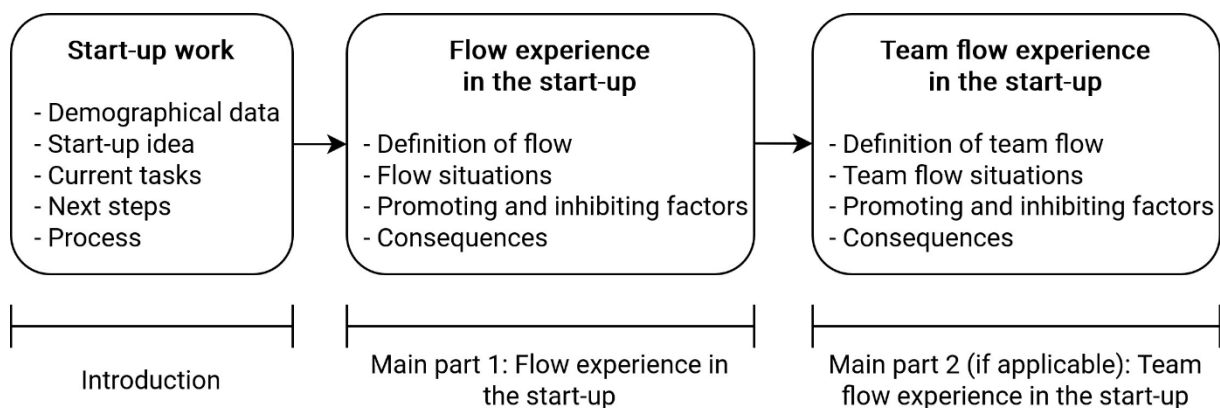 Start-up work
- Demographical data
- Start-up idea
- Current tasks
- Next steps
- Process
Flow experience
in the start-up
- Definition of flow
- Flow situations
- Promoting and inhibiting factors
- Consequences
Team flow experience
in the start-up
- Definition of team flow
- Team flow situations
- Promoting and inhibiting factors
- Consequences
Introduction
Main part 1: Flow experience in
the start-up
Main part 2 (if applicable): Team
flow experience in the start-up